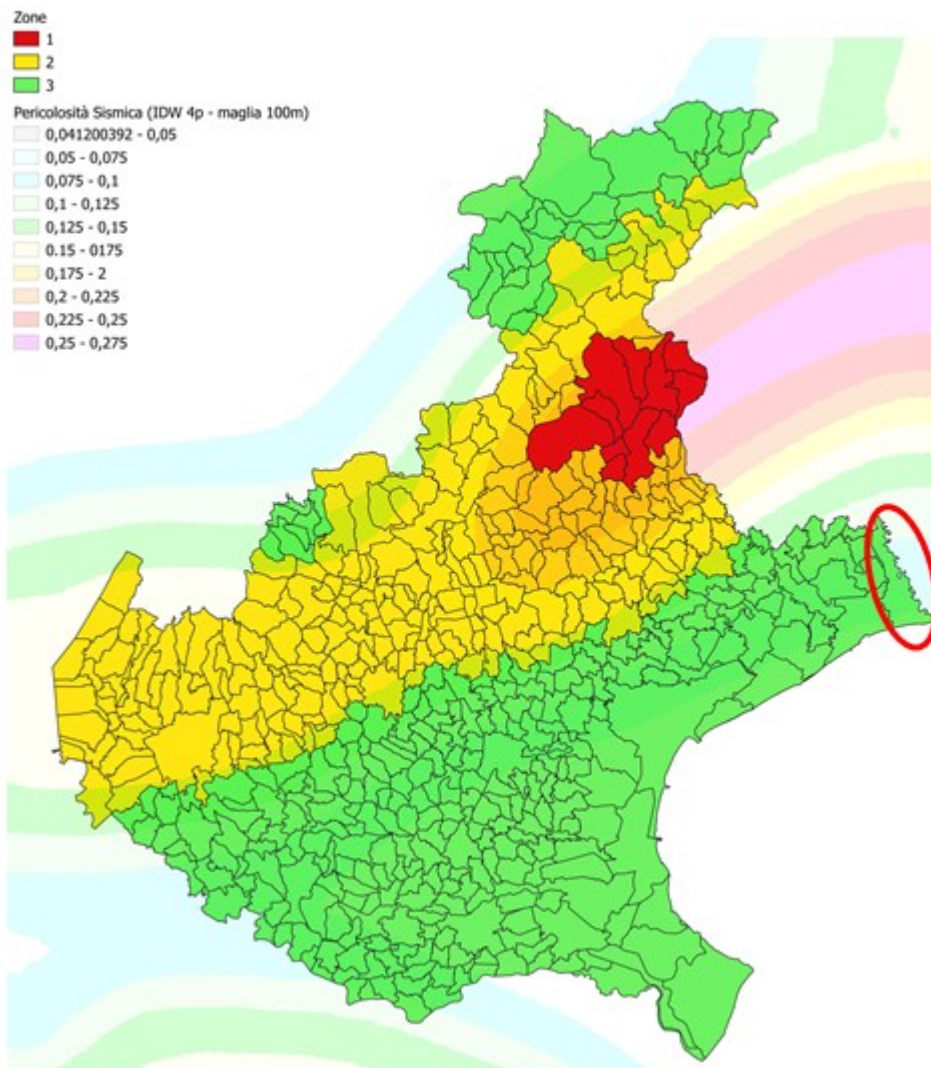 Zone
1
2
3
Pericolosità Sismica (IDW 4p - maglia 100m)
0,041200392 - 0,05
0,05 - 0,075
0,075 - 0,1
0,1 - 0,125
0,125 - 0,15
0.15 - 0175
0,175 - 2
0,2 - 0,225
0,225 - 0,25
0,25 - 0,275